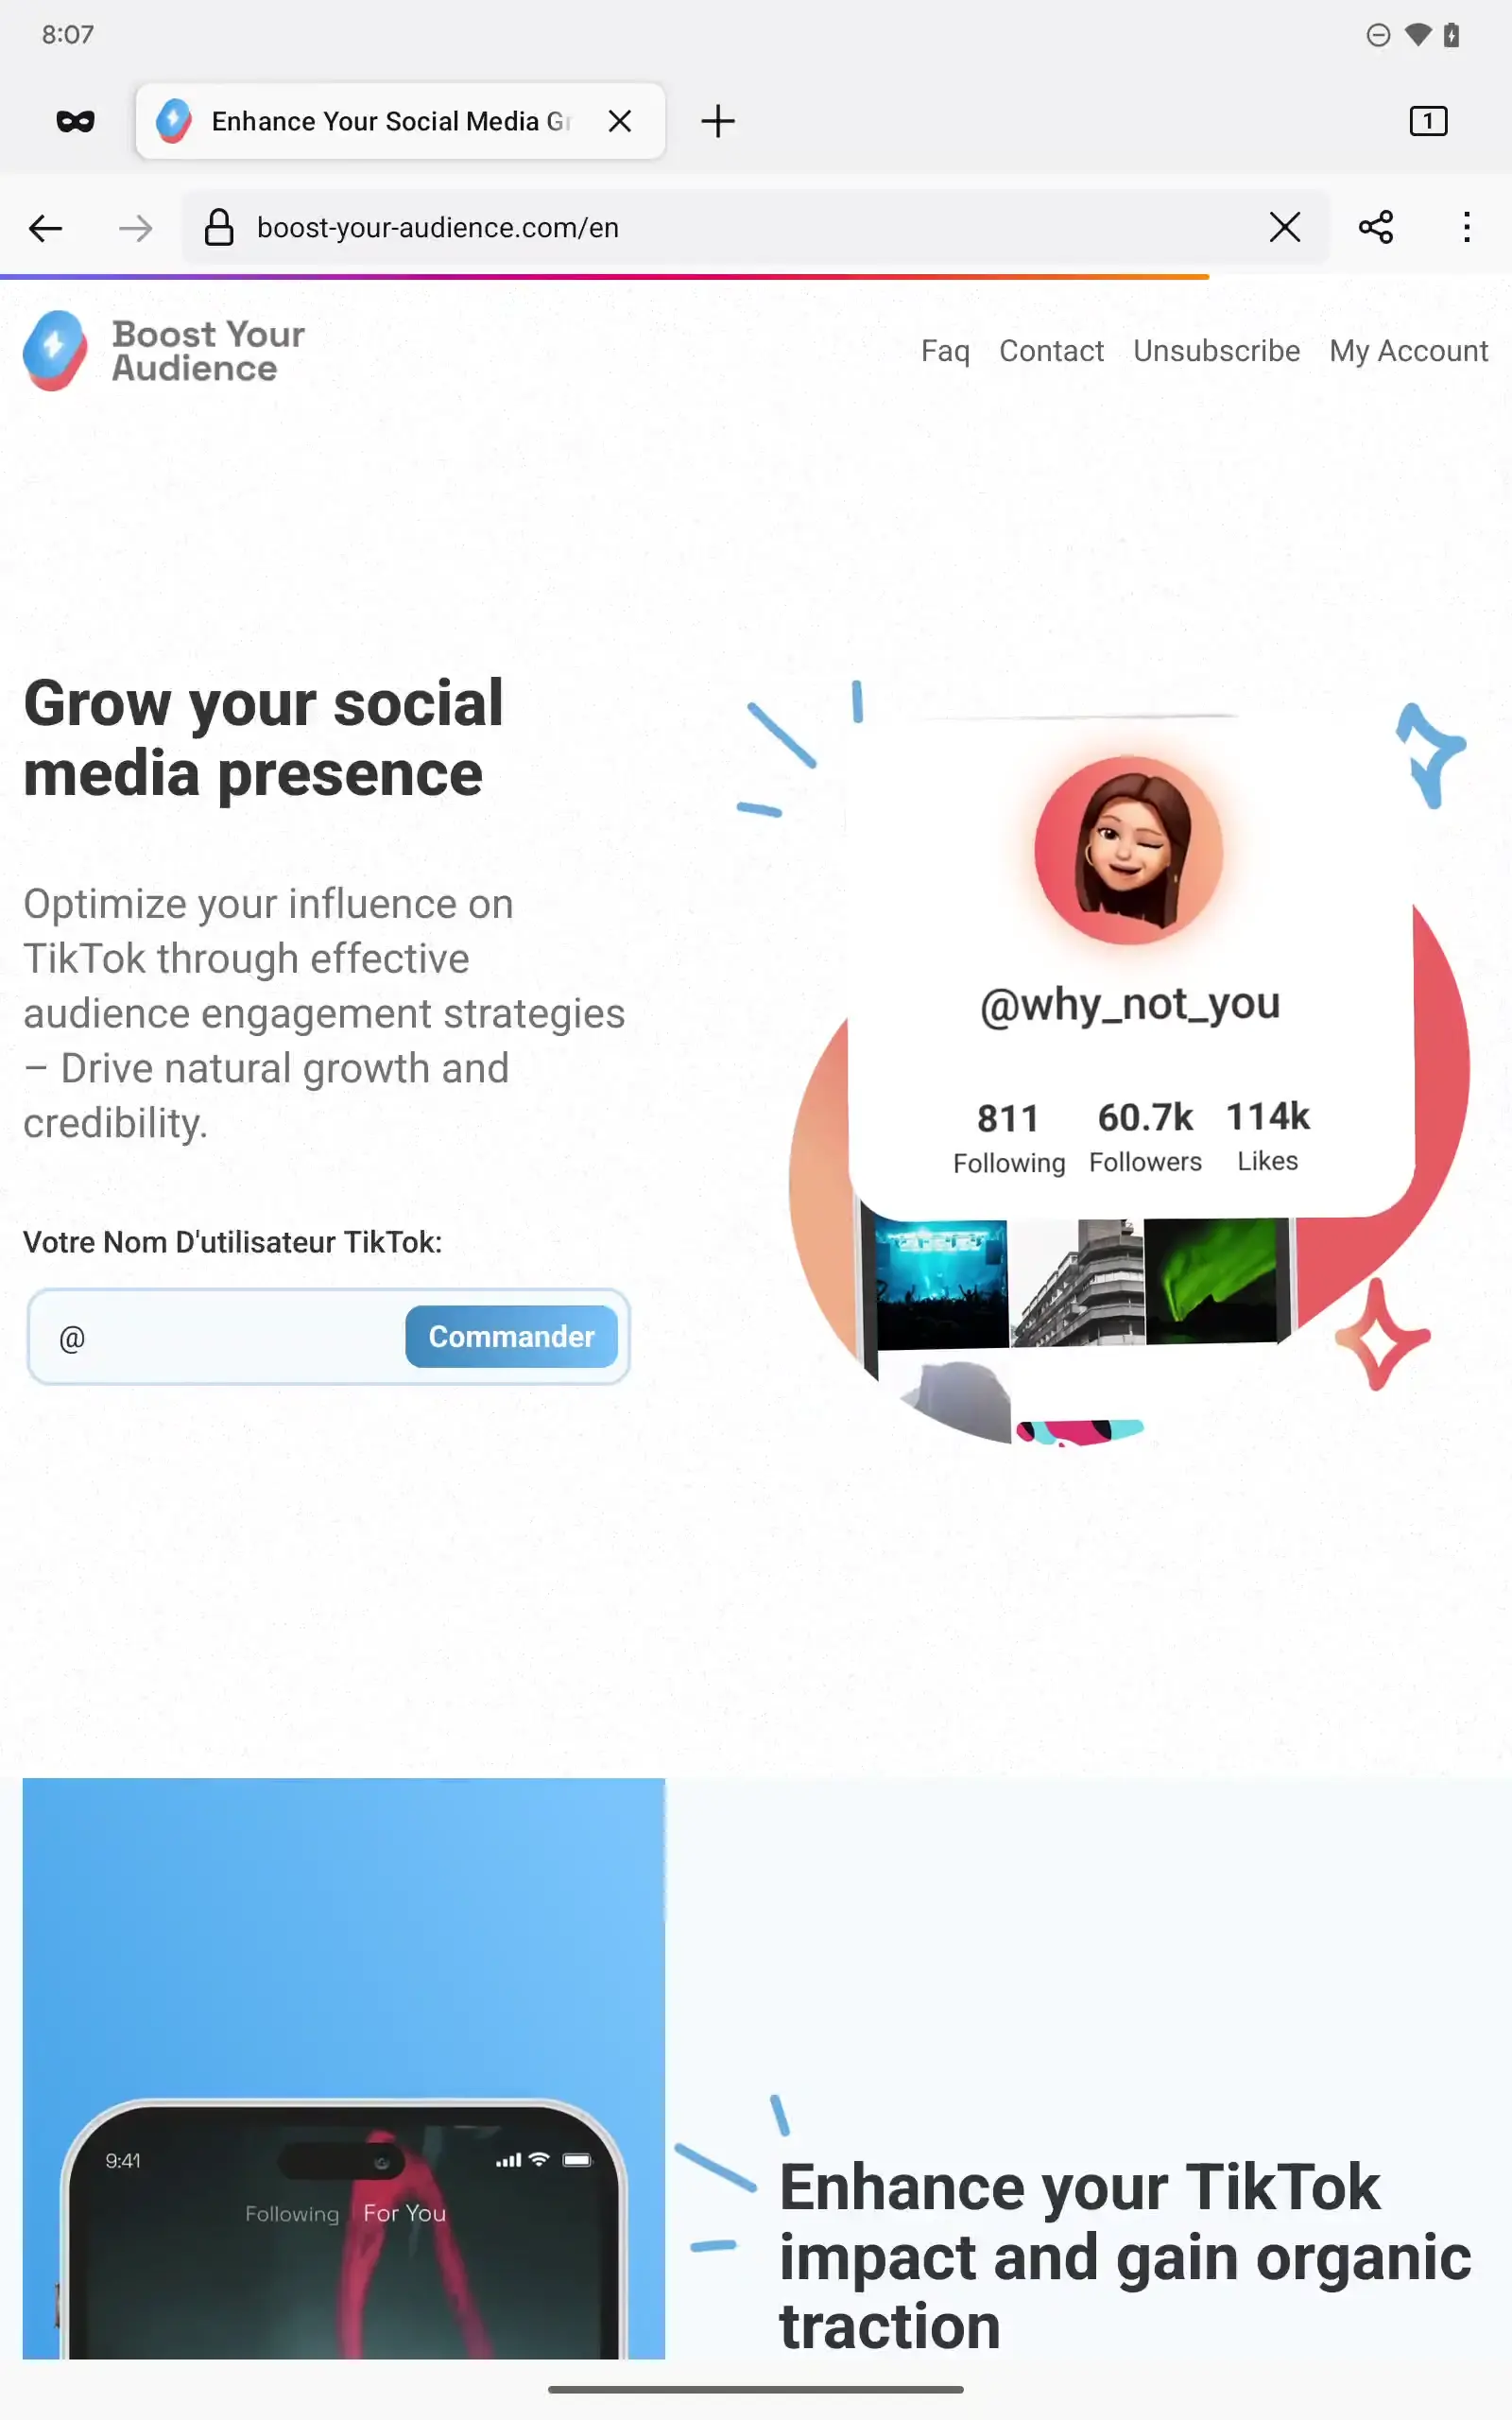 8:07
Enhance Your Social Media Gr
1
boost-your-audience.com/en
Boost Your
Audience
Faq Contact Unsubscribe My Account
Grow your social
media presence
Optimize your influence on
TikTok through effective
audience engagement strategies
– Drive natural growth and
credibility.
Votre Nom D'utilisateur TikTok:
@ Commander
@why_not_you
811 60.7k 114k
Following Followers Likes
9:41
Following For You
Enhance your TikTok
impact and gain organic
traction